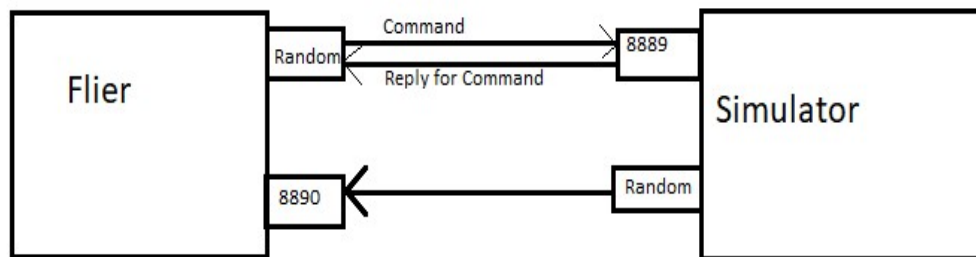 Command
Random
8889
Reply for Command
Flier
Simulator
Random
8890